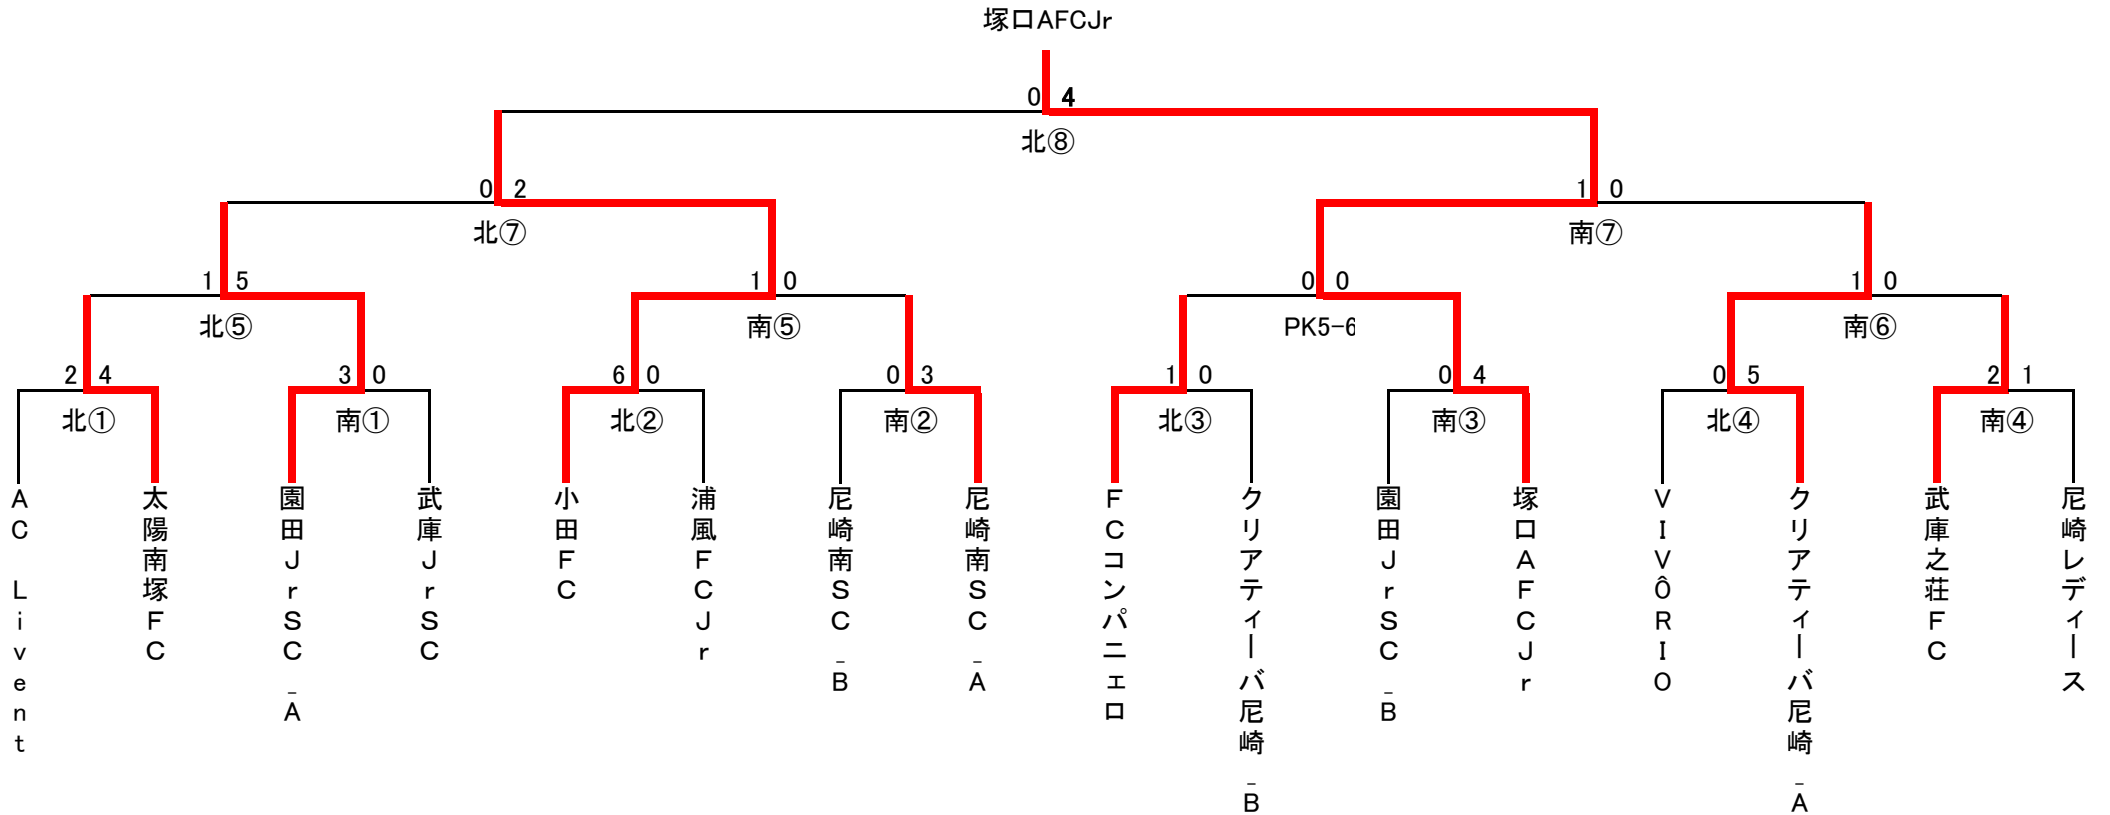 塚口AFCJr
0 4
北⑧
0 2
1 0
北⑦
南⑦
1 5
1 0
0 0
1 0
北⑤
南⑤
PK5-6
南⑥
2 4
3 0
6 0
0 3
1 0
0 4
0 5
2 1
北①
南①
北②
南②
北③
南③
北④
南④
AC Livent
太陽南塚FC
園田JrSC_A
武庫JrSC
小田FC
浦風FCJr
尼崎南SC_B
尼崎南SC_A
FCコンパニェロ
クリアティーバ尼崎_B
園田JrSC_B
塚口AFCJr
VIVÔRIO
クリアティーバ尼崎_A
武庫之荘FC
尼崎レディース